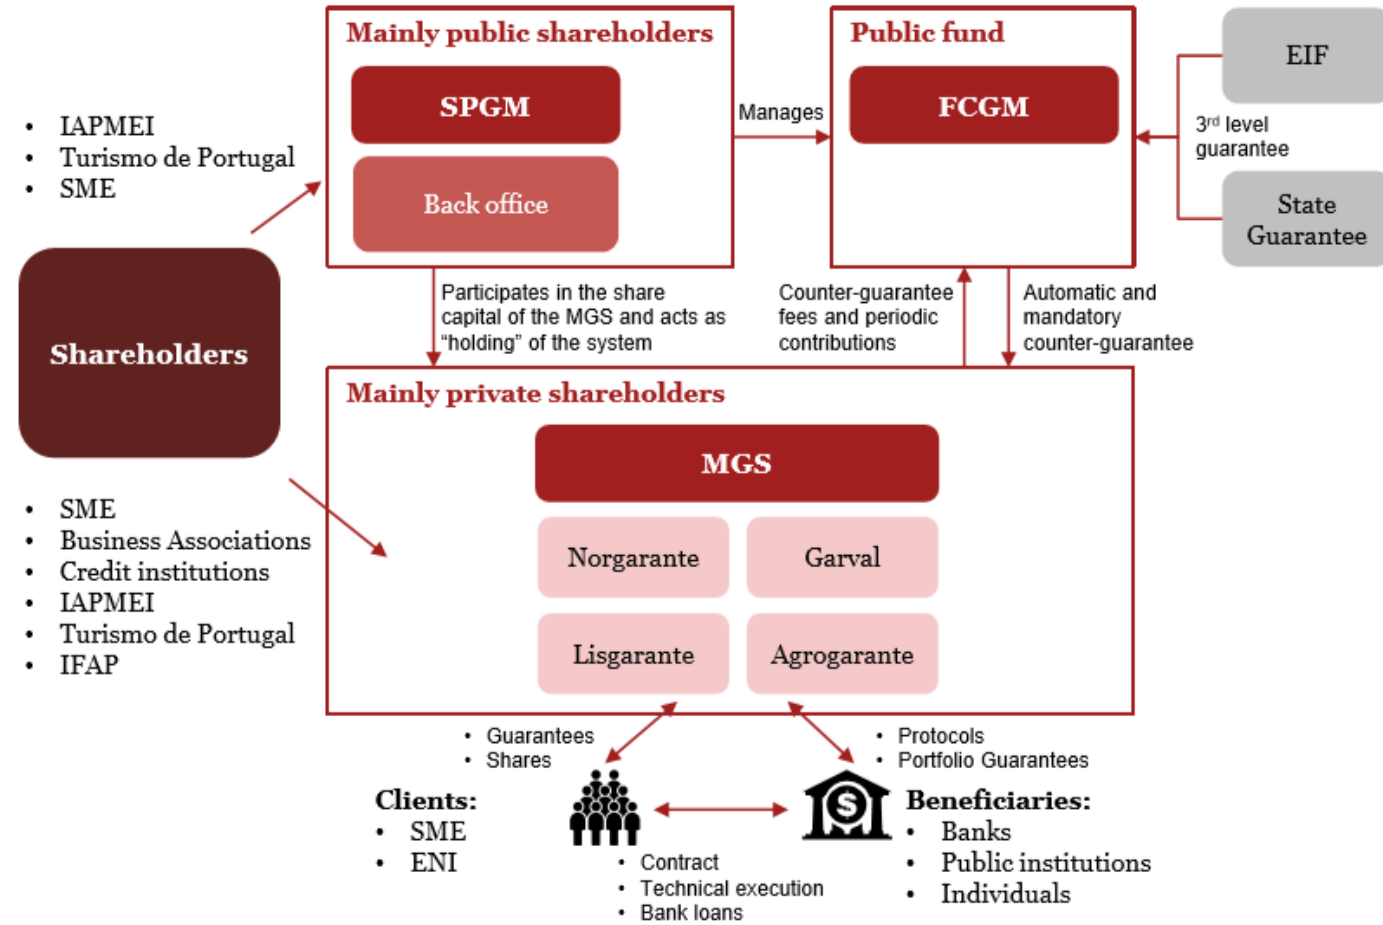 Mainly public shareholders
SPGM
Back office
Manages
Public fund
FCGM
EIF
3rd level
guarantee
State
Guarantee
• IAPMEI
• Turismo de Portugal
• SME
Shareholders
• SME
• Business Associations
• Credit institutions
• IAPMEI
• Turismo de Portugal
• IFAP
Participates in the share
capital of the MGS and acts as
“holding” of the system
Counter-guarantee
fees and periodic
contributions
Automatic and
mandatory
counter-guarantee
Mainly private shareholders
MGS
Norgarante
Garval
Lisgarante
Agrogarante
• Guarantees
• Shares
• Protocols
• Portfolio Guarantees
Clients:
• SME
• ENI
$
Beneficiaries:
• Banks
• Public institutions
• Individuals
• Contract
• Technical execution
• Bank loans